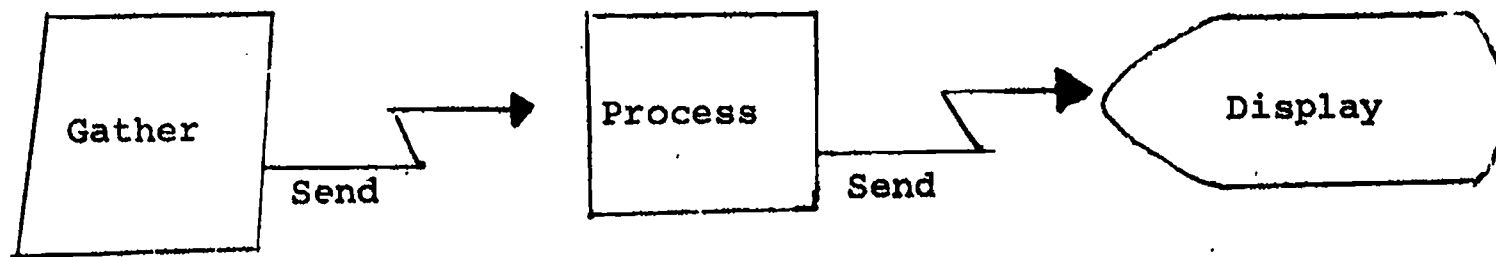 Gather
Send
Process
Send
Display